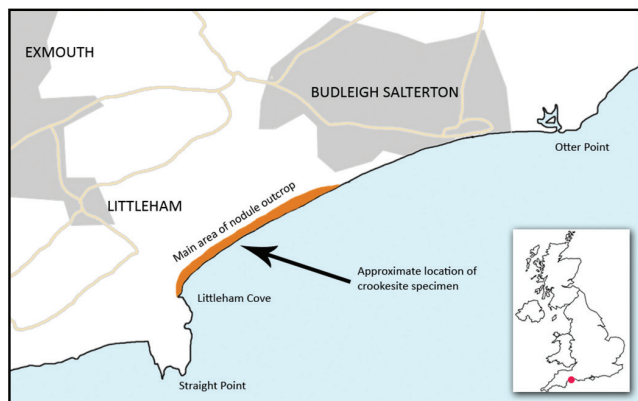 EXMOUTH
BUDLEIGH SALTERTON
Otter Point
LITTLEHAM
Main area of nodule outcrop
Approximate location of
crookesite specimen
Littleham Cove
Straight Point